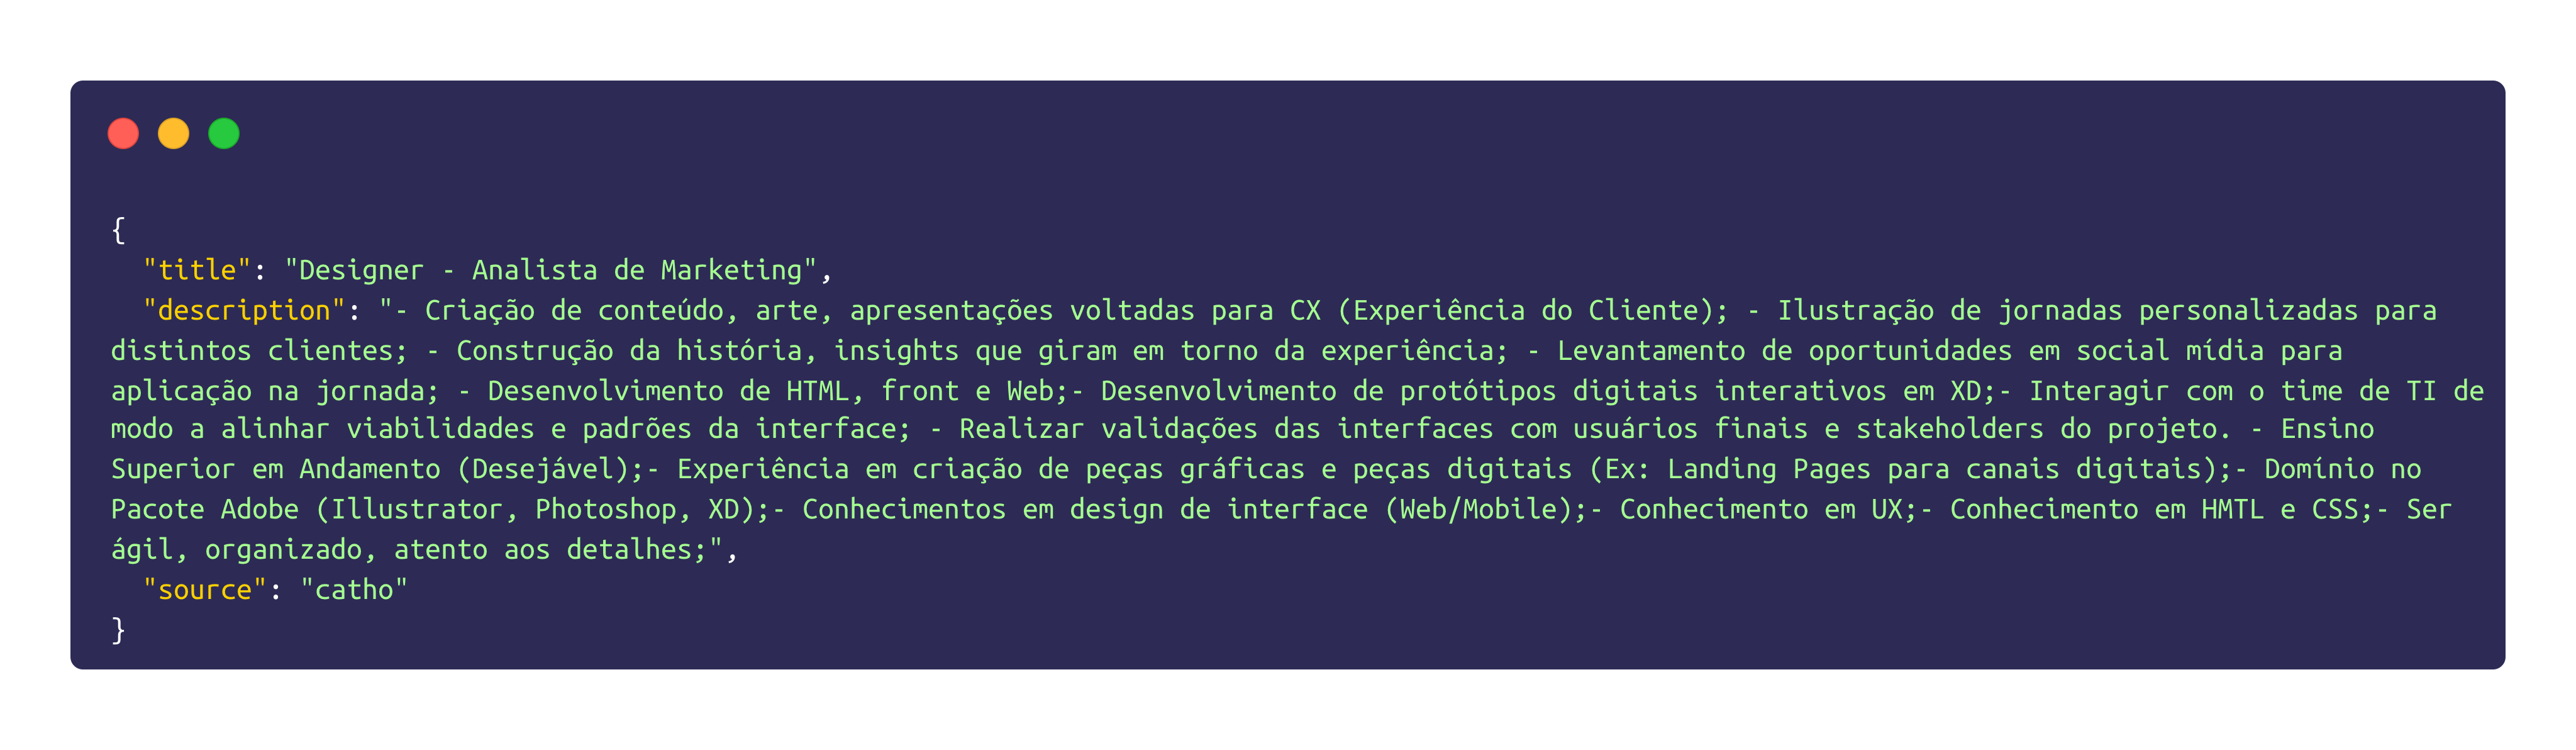 {
  "title": "Designer - Analista de Marketing",
  "description": "- Criação de conteúdo, arte, apresentações voltadas para CX (Experiência do Cliente); - Ilustração de jornadas personalizadas para
distintos clientes; - Construção da história, insights que giram em torno da experiência; - Levantamento de oportunidades em social mídia para
aplicação na jornada; - Desenvolvimento de HTML, front e Web;- Desenvolvimento de protótipos digitais interativos em XD;- Interagir com o time de TI de
modo a alinhar viabilidades e padrões da interface; - Realizar validações das interfaces com usuários finais e stakeholders do projeto. - Ensino
Superior em Andamento (Desejável);- Experiência em criação de peças gráficas e peças digitais (Ex: Landing Pages para canais digitais);- Domínio no
Pacote Adobe (Illustrator, Photoshop, XD);- Conhecimentos em design de interface (Web/Mobile);- Conhecimento em UX;- Conhecimento em HMTL e CSS;- Ser
ágil, organizado, atento aos detalhes;",
  "source": "catho"
}